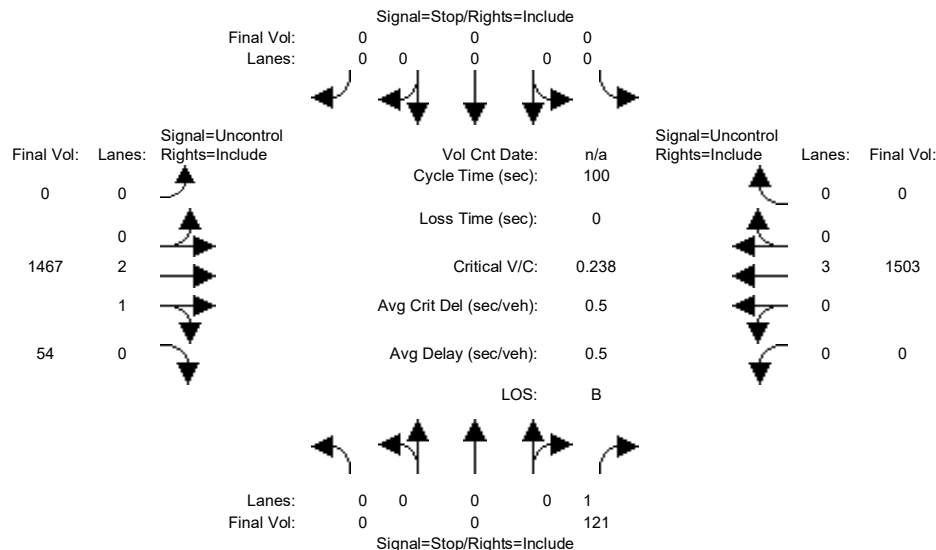 Signal=Stop/Rights=Include
Final Vol: 0 0 0
Lanes: 0 0 0 0 0
Signal=Uncontrol Signal=Uncontrol
Final Vol: Lanes: Rights=Include Vol Cnt Date: n/a Rights=Include Lanes: Final Vol:
Cycle Time (sec): 100
0 0 0 0
Loss Time (sec): 0
0 0
1467 2 Critical V/C: 0.238 3 1503
1 Avg Crit Del (sec/veh): 0.5 0
54 0 Avg Delay (sec/veh): 0.5 0 0
LOS: B
Lanes: 0 0 0 0 1
Final Vol: 0 0 121
Signal=Stop/Rights=Include